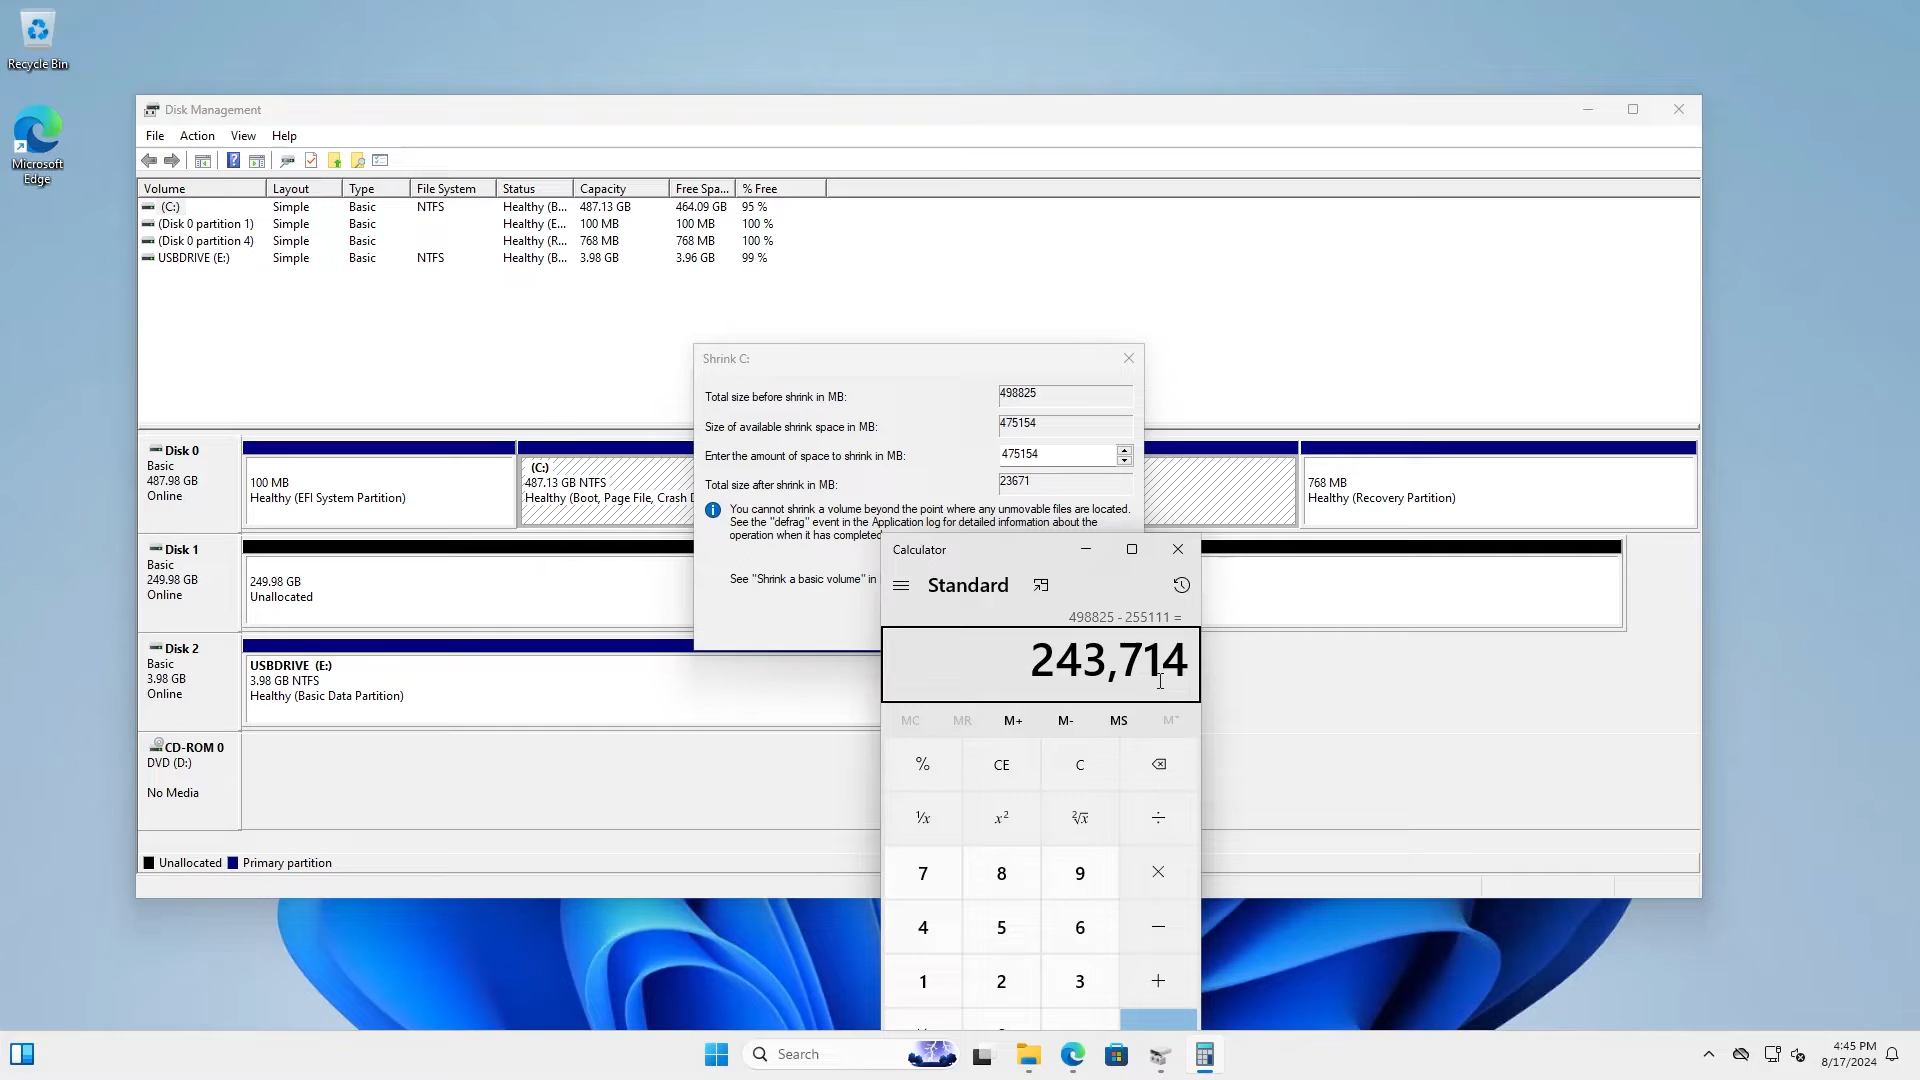 Recycle Bin
Microsoft
Edge
Disk Management
File Action View Help
Volume Layout Type File System Status Capacity Free Spa... % Free
(C:) Simple Basic NTFS Healthy (B... 487.13 GB 464.09 GB 95 %
(Disk 0 partition 1) Simple Basic Healthy (E... 100 MB 100 MB 100 %
(Disk 0 partition 4) Simple Basic Healthy (R... 768 MB 768 MB 100 %
USBDRIVE (E:) Simple Basic NTFS Healthy (B... 3.98 GB 3.96 GB 99 %
Shrink C:
Total size before shrink in MB: 498825
Size of available shrink space in MB: 475154
Enter the amount of space to shrink in MB: 475154
Total size after shrink in MB: 23671
You cannot shrink a volume beyond the point where any unmovable files are located.
See the "defrag" event in the Application log for detailed information about the
operation when it has completed
See "Shrink a basic volume" in
Disk 0
Basic
487.98 GB
Online
100 MB
Healthy (EFI System Partition)
(C:)
487.13 GB NTFS
Healthy (Boot, Page File, Crash D
768 MB
Healthy (Recovery Partition)
Disk 1
Basic
249.98 GB
Online
249.98 GB
Unallocated
Disk 2
Basic
3.98 GB
Online
USBDRIVE (E:)
3.98 GB NTFS
Healthy (Basic Data Partition)
CD-ROM 0
DVD (D:)
No Media
Unallocated Primary partition
Calculator
Standard
498825 - 255111 =
243,714
MC MR M+ M- MS M˅
% CE C
¹/x x² ²√x ÷
7 8 9 ×
4 5 6 −
1 2 3 +
Search
4:45 PM
8/17/2024